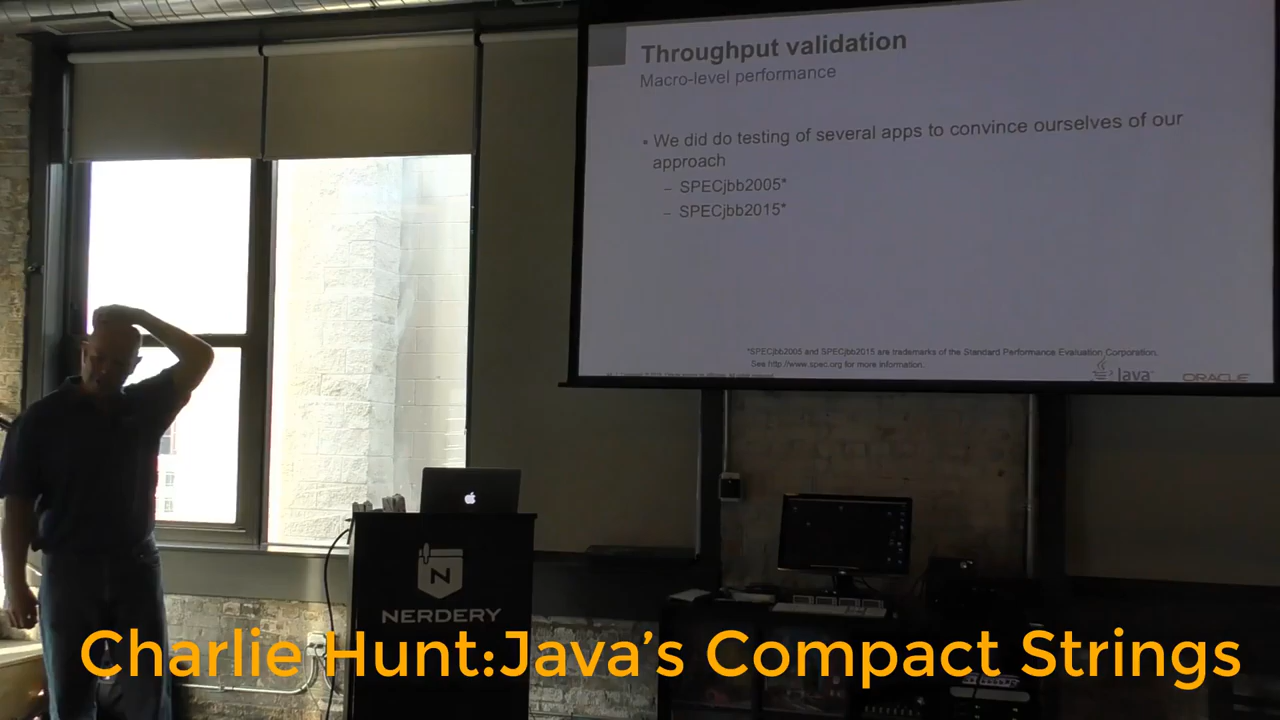 Throughput validation
Macro-level performance
▪ We did do testing of several apps to convince ourselves of our
approach
– SPECjbb2005*
– SPECjbb2015*
*SPECjbb2005 and SPECjbb2015 are trademarks of the Standard Performance Evaluation Corporation.
See http://www.spec.org for more information.
Java
ORACLE
N
NERDERY
Charlie Hunt:Java's Compact Strings